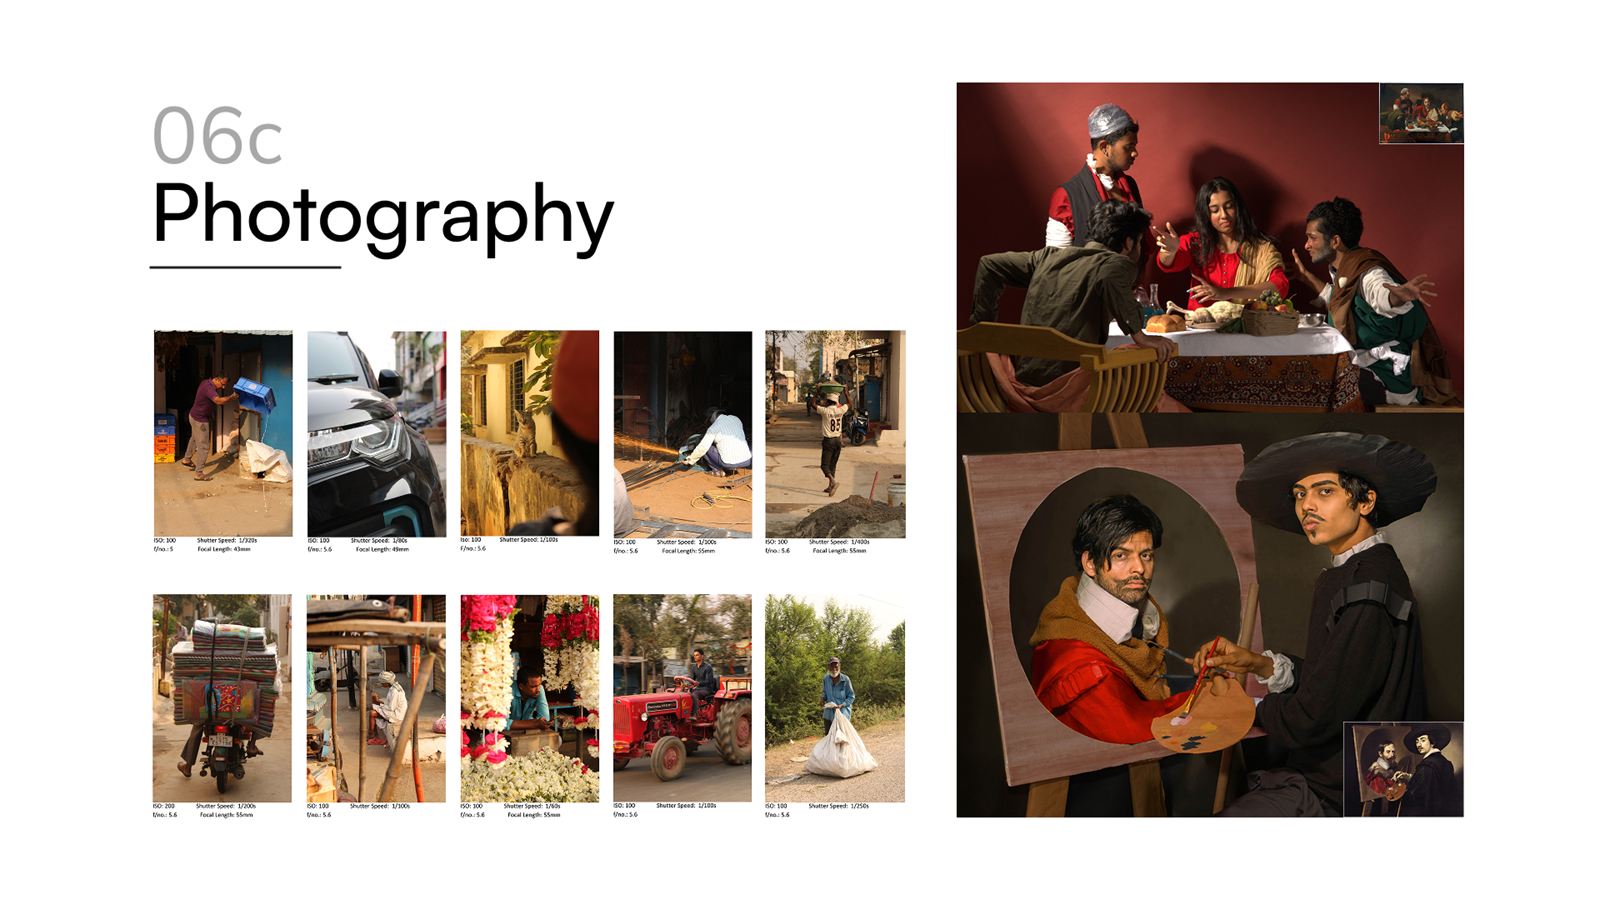 06c
Photography
ISO: 100 Shutter Speed: 1/320s
f/no.: 5 Focal Length: 43mm
ISO: 100 Shutter Speed: 1/80s
f/no.: 5.6 Focal Length: 49mm
ISO: 100 Shutter Speed: 1/100s
F/no.: 5.6
ISO: 100 Shutter Speed: 1/100s
f/no.: 5.6 Focal Length: 55mm
85
ISO: 100 Shutter Speed: 1/400s
f/no.: 5.6 Focal Length: 55mm
ISO: 200 Shutter Speed: 1/200s
f/no.: 5.6 Focal Length: 55mm
ISO: 100 Shutter Speed: 1/100s
f/no.: 5.6
ISO: 100 Shutter Speed: 1/60s
f/no.: 5.6 Focal Length: 55mm
ISO: 100 Shutter Speed: 1/100s
f/no.: 5.6
ISO: 100 Shutter Speed: 1/250s
f/no.: 5.6